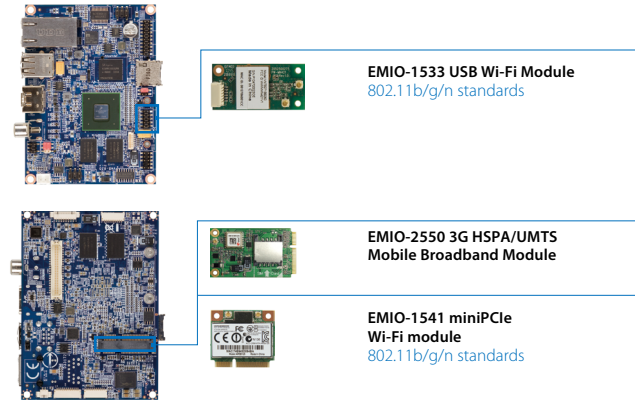 EMIO-1533 USB Wi-Fi Module
802.11b/g/n standards
EMIO-2550 3G HSPA/UMTS
Mobile Broadband Module
EMIO-1541 miniPCIe
Wi-Fi module
802.11b/g/n standards